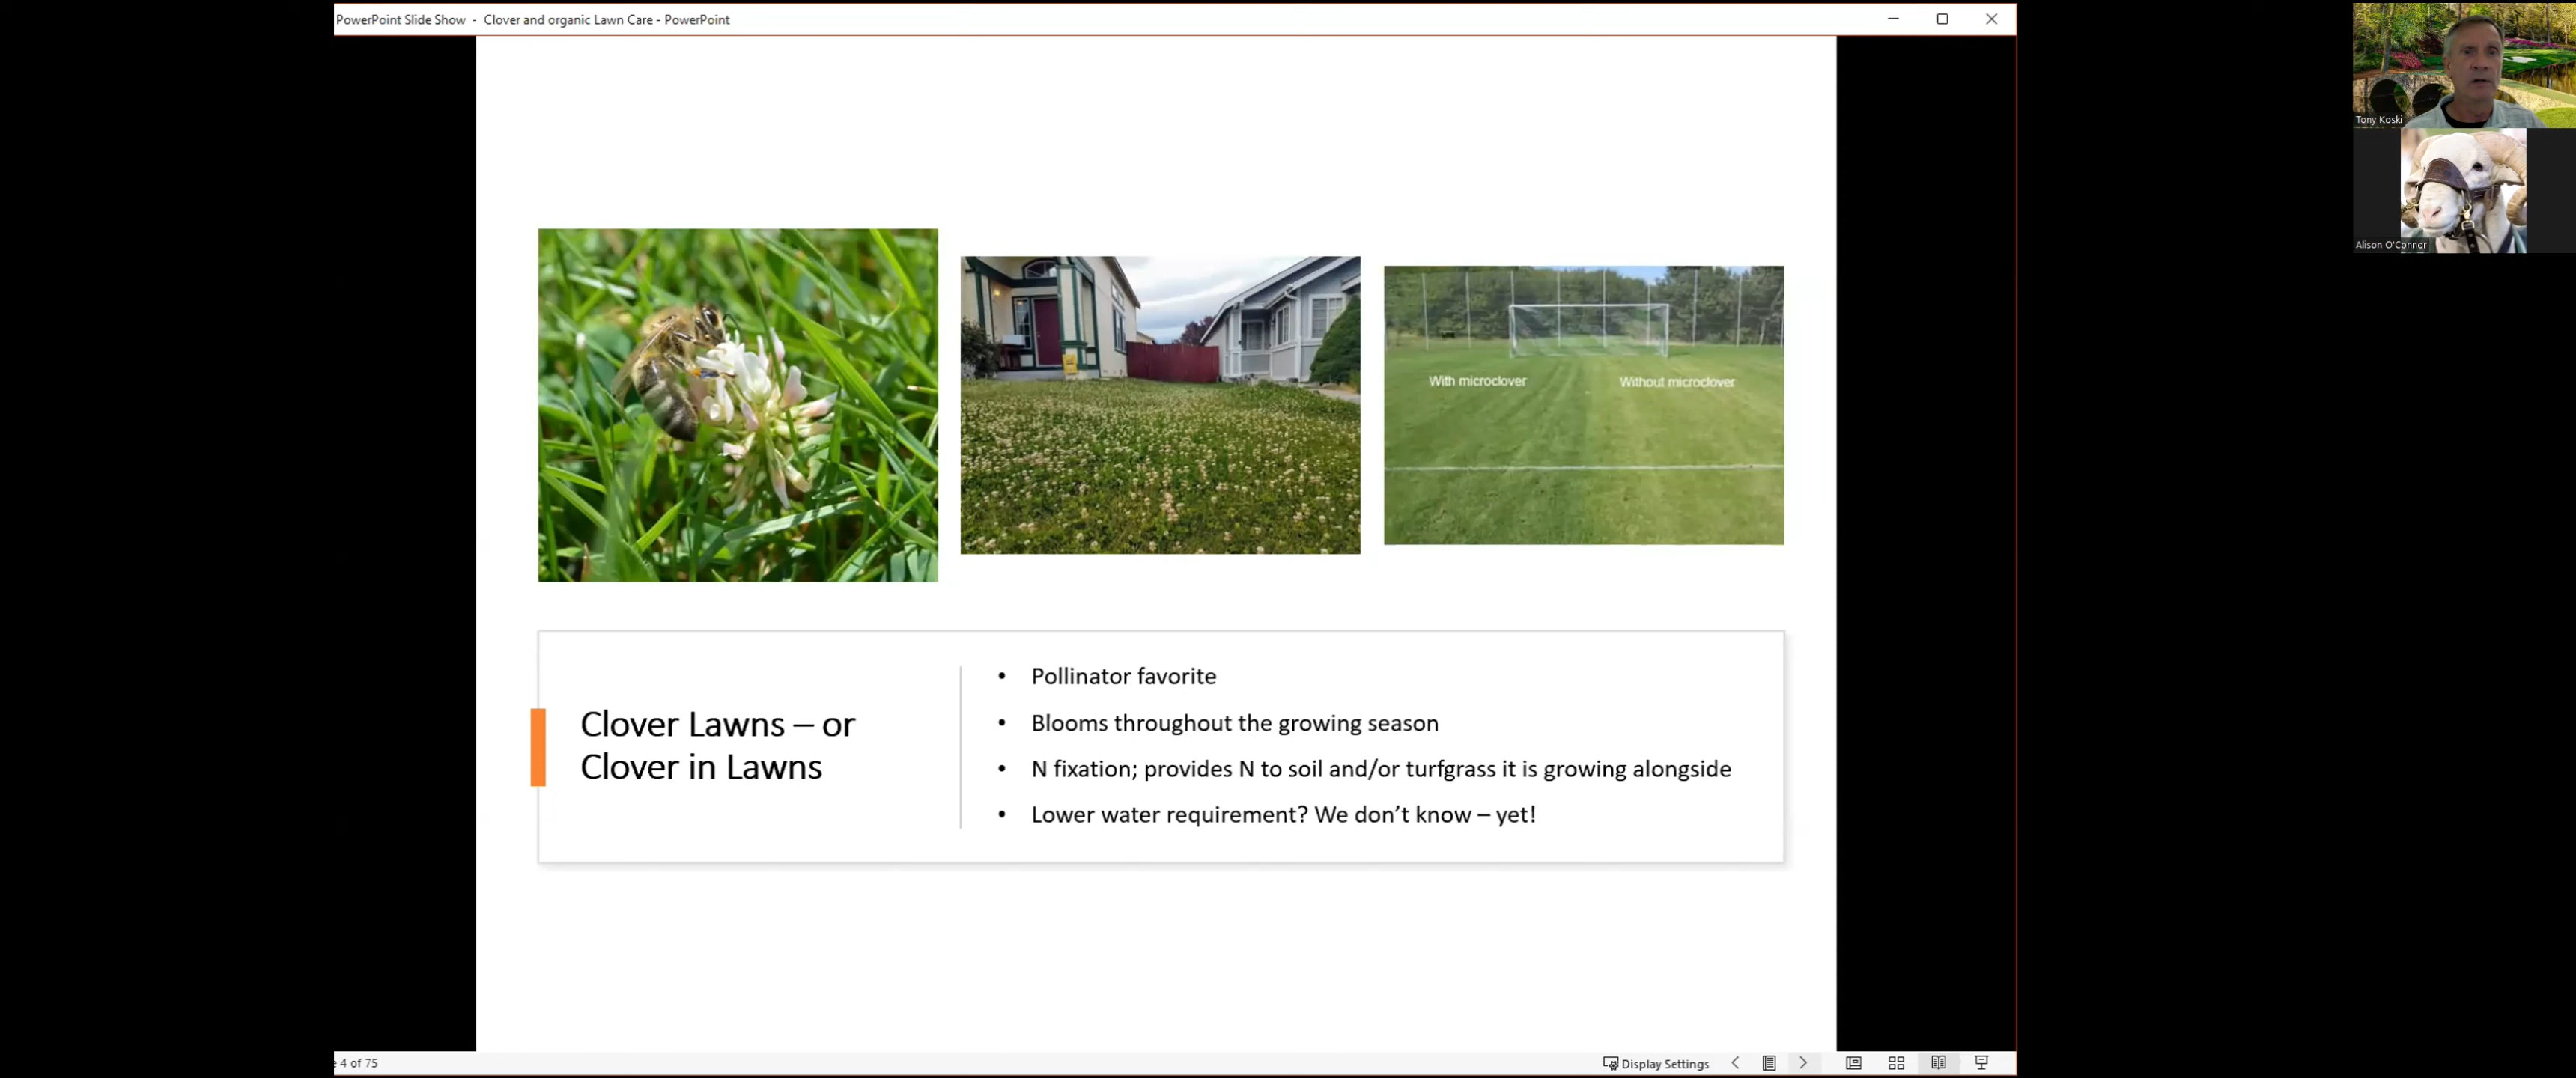 PowerPoint Slide Show - Clover and organic Lawn Care - PowerPoint
Tony Koski
Alison O'Connor
With microclover
Without microclover
Clover Lawns – or
Clover in Lawns
• Pollinator favorite
• Blooms throughout the growing season
• N fixation; provides N to soil and/or turfgrass it is growing alongside
• Lower water requirement? We don't know – yet!
4 of 75
Display Settings